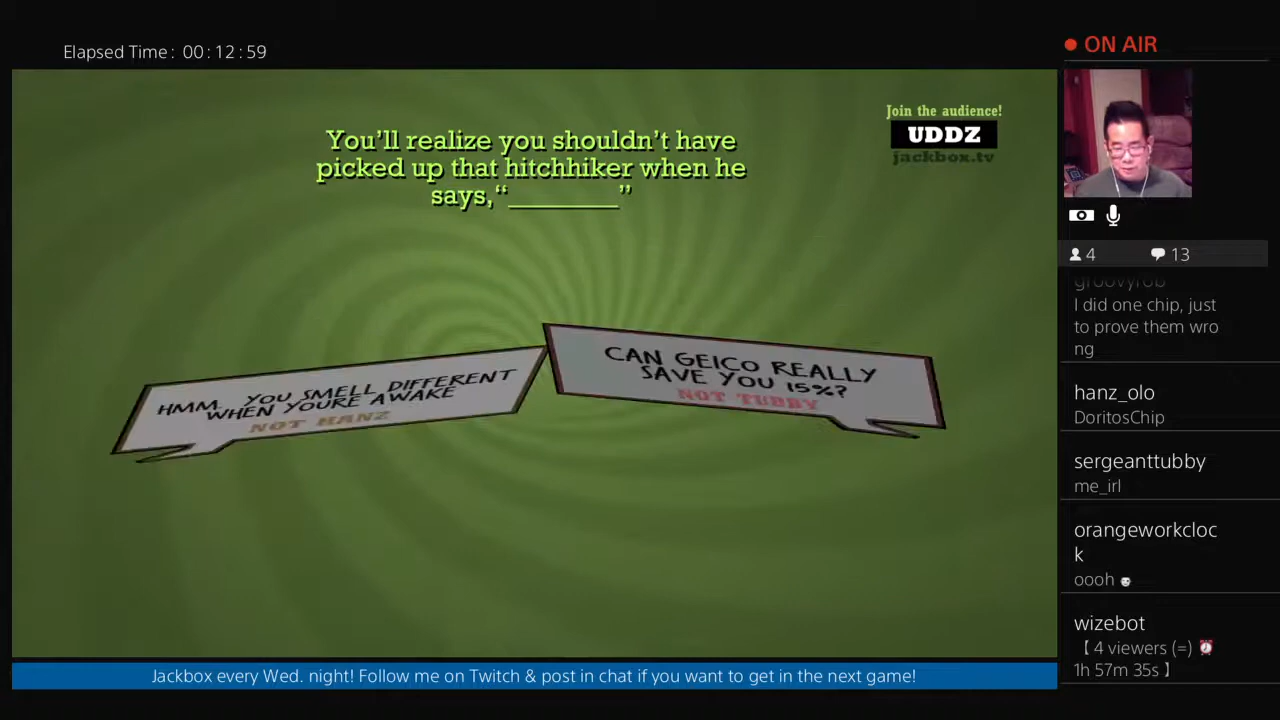 Elapsed Time: 00:12:59
ON AIR
You'll realize you shouldn't have
picked up that hitchhiker when he
says,"________"
Join the audience!
UDDZ
jackbox.tv
HMM. YOU SMELL DIFFERENT
WHEN YOURE AWAKE
NOT HANZ
CAN GEICO REALLY
SAVE YOU 15%?
NOT TUBBY
4
13
groovyrob
I did one chip, just
to prove them wro
ng
hanz_olo
DoritosChip
sergeanttubby
me_irl
orangeworkcloc
k
oooh
wizebot
【 4 viewers (=)
1h 57m 35s 】
Jackbox every Wed. night! Follow me on Twitch & post in chat if you want to get in the next game!